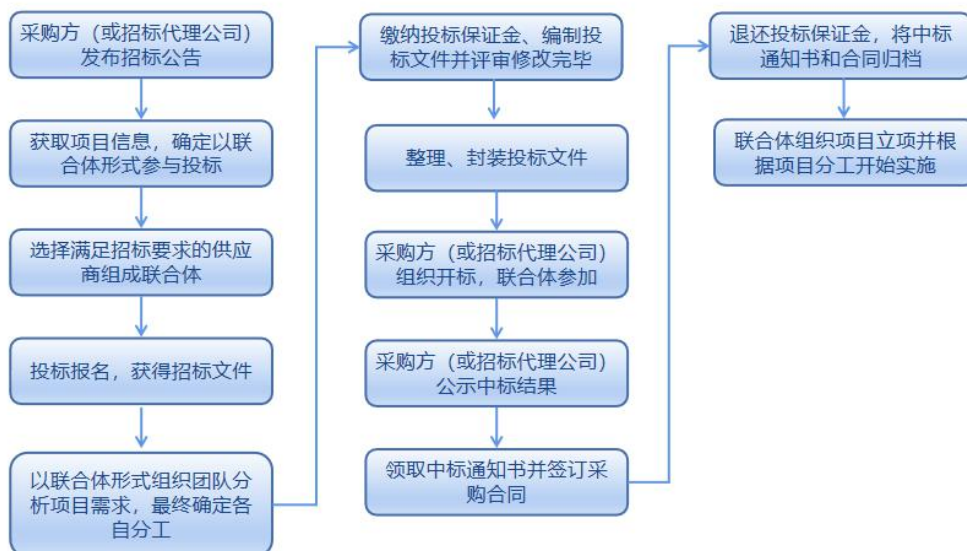 采购方（或招标代理公司）
发布招标公告
获取项目信息，确定以联
合体形式参与投标
选择满足招标要求的供应
商组成联合体
投标报名，获得招标文件
以联合体形式组织团队分
析项目需求，最终确定各
自分工
缴纳投标保证金、编制投
标文件并评审修改完毕
整理、封装投标文件
采购方（或招标代理公司）
组织开标，联合体参加
采购方（或招标代理公司）
公示中标结果
领取中标通知书并签订采
购合同
退还投标保证金，将中标
通知书和合同归档
联合体组织项目立项并根
据项目分工开始实施